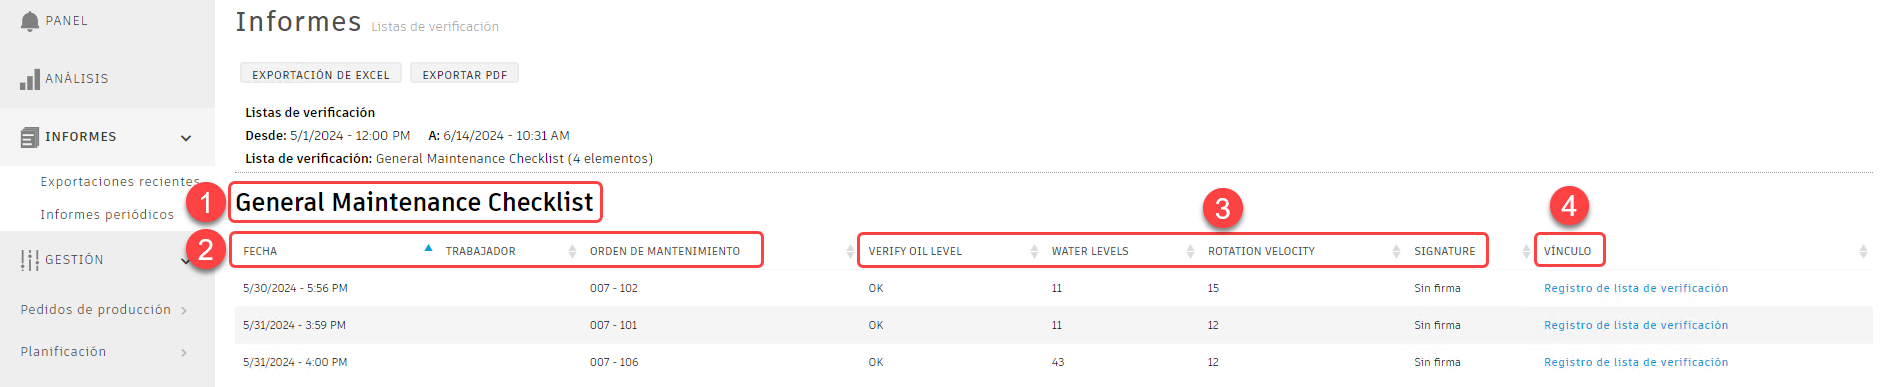 PANEL
ANÁLISIS
INFORMES
Exportaciones recientes
Informes periódicos
GESTIÓN
Pedidos de producción
Planificación
Informes Listas de verificación
EXPORTACIÓN DE EXCEL EXPORTAR PDF
Listas de verificación
Desde: 5/1/2024 - 12:00 PM A: 6/14/2024 - 10:31 AM
Lista de verificación: General Maintenance Checklist (4 elementos)
1 General Maintenance Checklist
2 3 4
FECHA TRABAJADOR ORDEN DE MANTENIMIENTO VERIFY OIL LEVEL WATER LEVELS ROTATION VELOCITY SIGNATURE VÍNCULO
5/30/2024 - 5:56 PM 007 - 102 OK 11 15 Sin firma Registro de lista de verificación
5/31/2024 - 3:59 PM 007 - 101 OK 11 12 Sin firma Registro de lista de verificación
5/31/2024 - 4:00 PM 007 - 106 OK 43 12 Sin firma Registro de lista de verificación